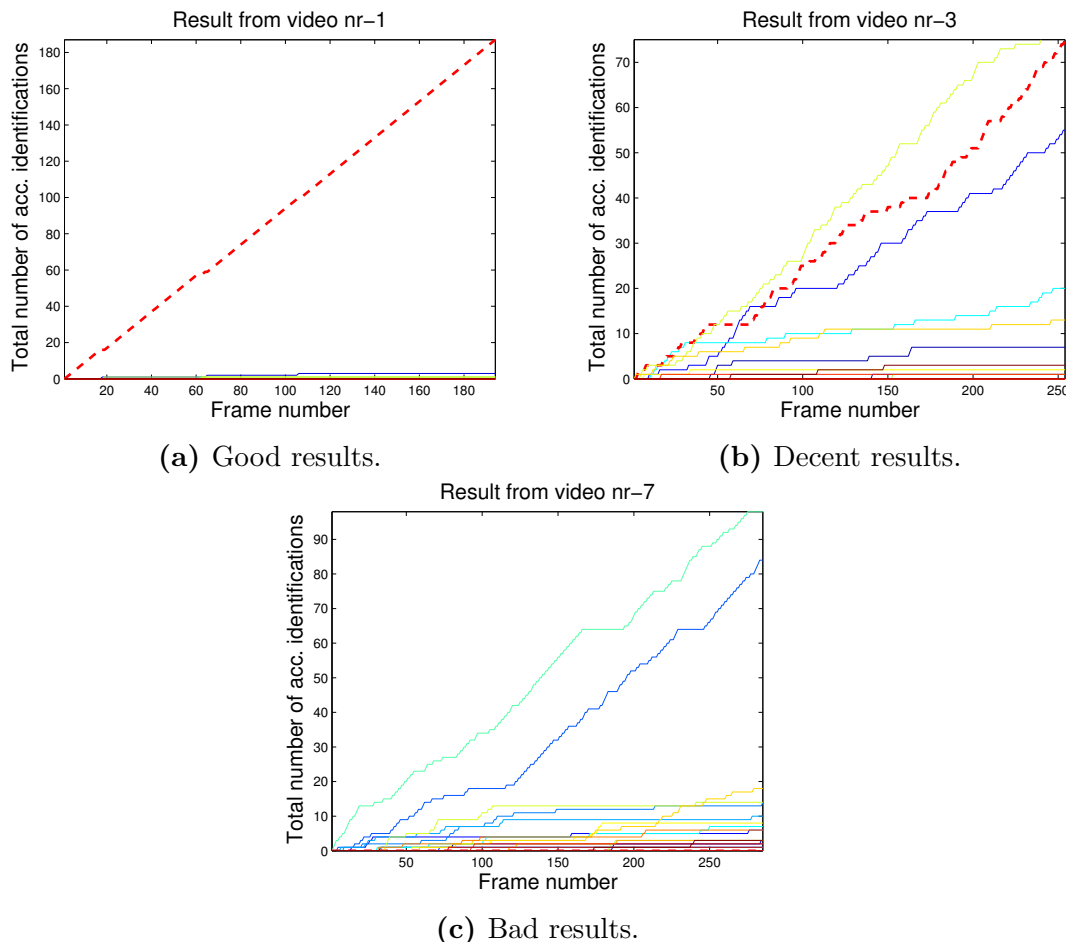 Result from video nr−1
Total number of acc. identifications
180
160
140
120
100
80
60
40
20
0
20 40 60 80 100 120 140 160 180
Frame number
(a) Good results.
Result from video nr−3
Total number of acc. identifications
70
60
50
40
30
20
10
0
50 100 150 200 250
Frame number
(b) Decent results.
Result from video nr−7
Total number of acc. identifications
90
80
70
60
50
40
30
20
10
0
50 100 150 200 250
Frame number
(c) Bad results.